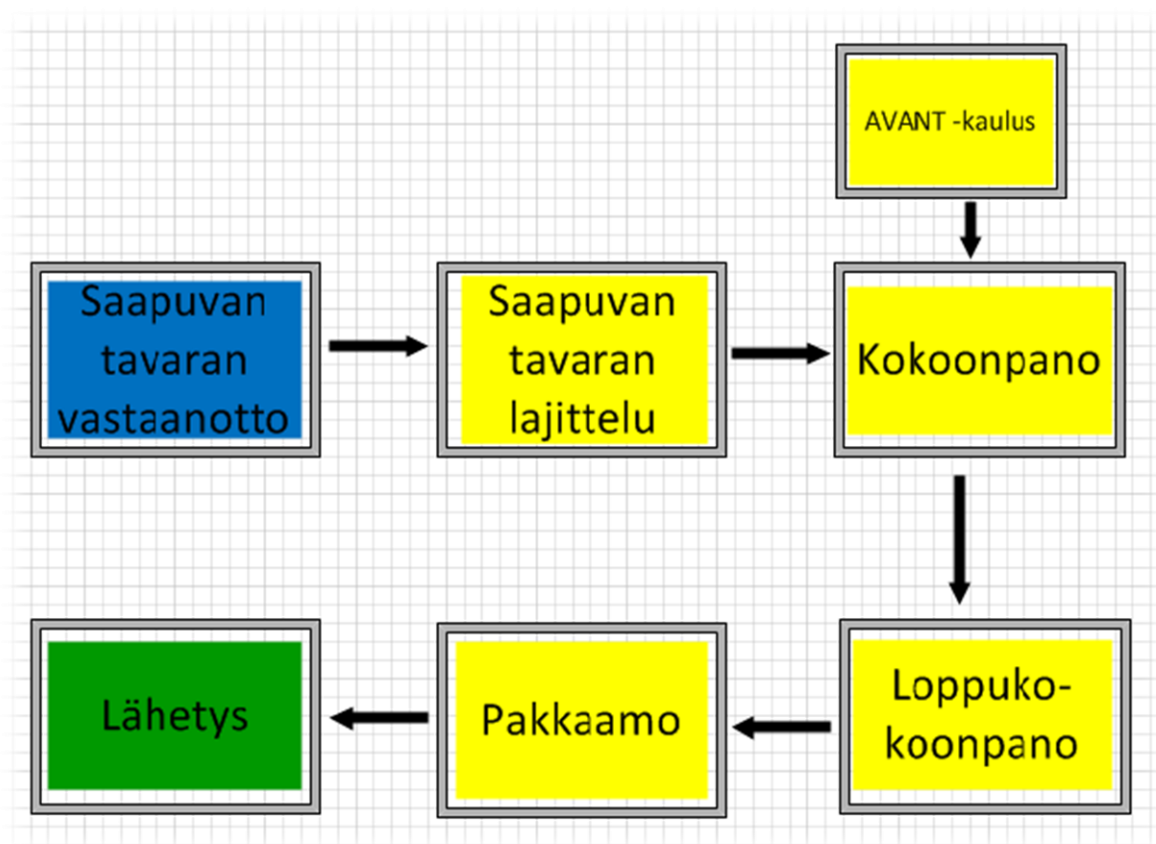 AVANT -kaulus
Saapuvan
tavaran
vastaanotto
Saapuvan
tavaran
lajittelu
Kokoonpano
Lähetys
Pakkaamo
Loppuko-
koonpano